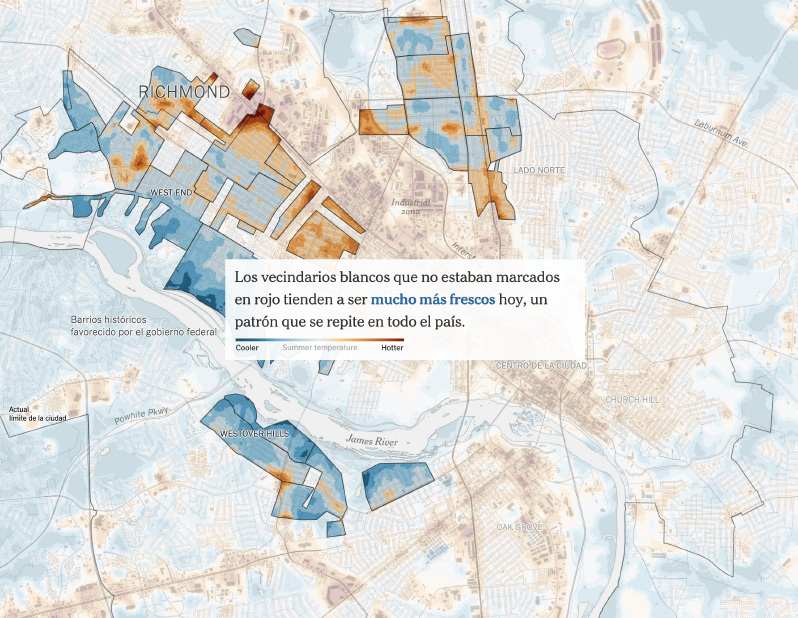 RICHMOND
Laburnum Ave.
LADO NORTE
WEST END
Industrial
zona
Los vecindarios blancos que no estaban marcados
en rojo tienden a ser mucho más frescos hoy, un
patrón que se repite en todo el país.
Cooler Summer temperature Hotter
Barrios históricos
favorecido por el gobierno federal
CENTRO DE LA CIUDAD
CHURCH HILL
Actual
límite de la ciudad
Powhite Pkwy.
WESTOVER HILLS
James River
OAK GROVE